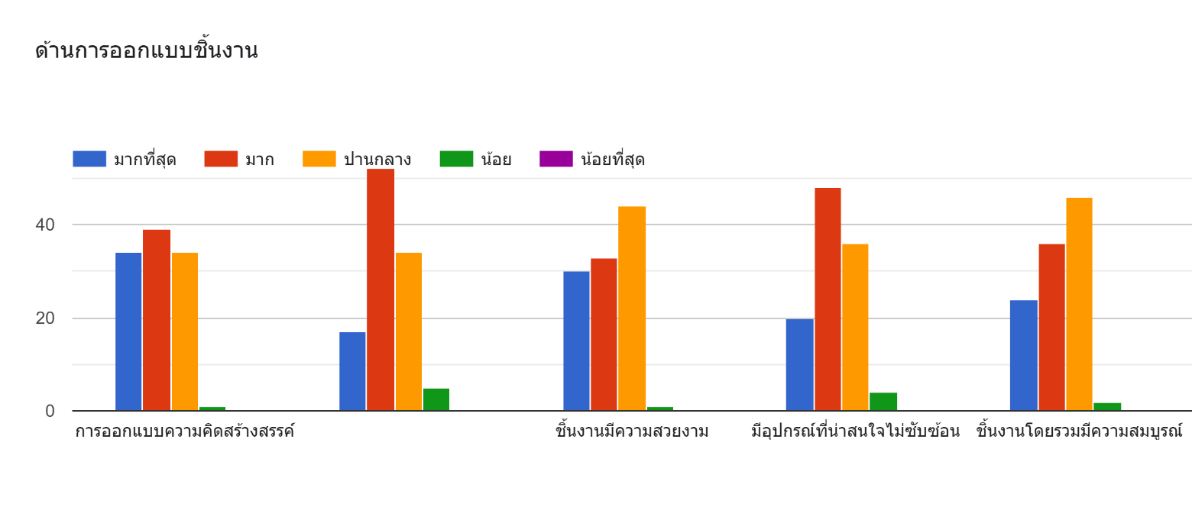 ด้านการออกแบบชิ้นงาน
มากที่สุด มาก ปานกลาง น้อย น้อยที่สุด
40
20
0
การออกแบบความคิดสร้างสรรค์ ชิ้นงานมีความสวยงาม มีอุปกรณ์ที่น่าสนใจไม่ซับซ้อน ชิ้นงานโดยรวมมีความสมบูรณ์